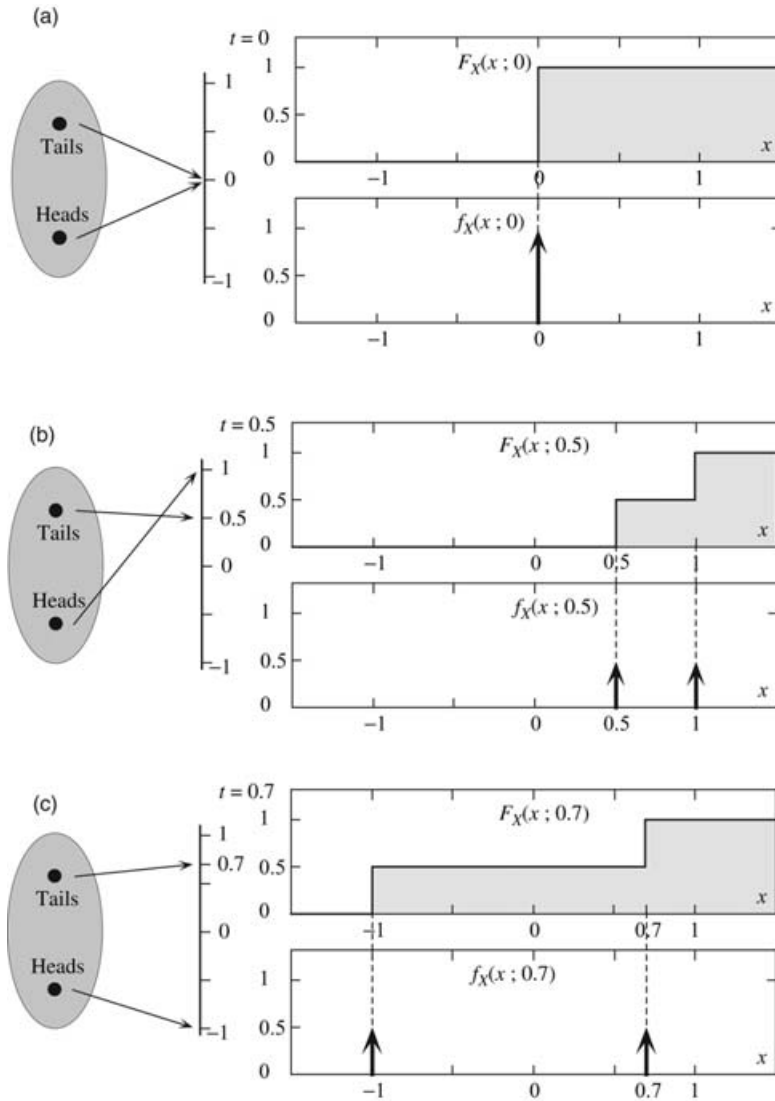 (a)
t = 0
1
0
−1
Tails
Heads
F_X(x ; 0)
1
0.5
0
x
−1
0
1
f_X(x ; 0)
1
0.5
0
x
−1
0
1
(b)
t = 0.5
1
0.5
0
−1
Tails
Heads
F_X(x ; 0.5)
1
0.5
0
x
−1
0
0.5
1
f_X(x ; 0.5)
1
0.5
0
x
−1
0
0.5
1
(c)
t = 0.7
1
0.7
0
−1
Tails
Heads
F_X(x ; 0.7)
1
0.5
0
x
−1
0
0.7
1
f_X(x ; 0.7)
1
0.5
0
x
−1
0
0.7
1